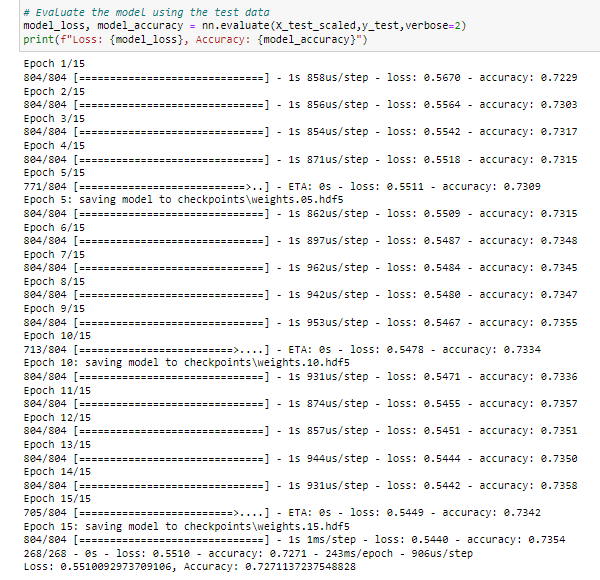 # Evaluate the model using the test data
model_loss, model_accuracy = nn.evaluate(X_test_scaled,y_test,verbose=2)
print(f"Loss: {model_loss}, Accuracy: {model_accuracy}")
Epoch 1/15
804/804 [==============================] - 1s 858us/step - loss: 0.5670 - accuracy: 0.7229
Epoch 2/15
804/804 [==============================] - 1s 856us/step - loss: 0.5564 - accuracy: 0.7303
Epoch 3/15
804/804 [==============================] - 1s 854us/step - loss: 0.5542 - accuracy: 0.7317
Epoch 4/15
804/804 [==============================] - 1s 871us/step - loss: 0.5518 - accuracy: 0.7315
Epoch 5/15
771/804 [===========================>..] - ETA: 0s - loss: 0.5511 - accuracy: 0.7309
Epoch 5: saving model to checkpoints\weights.05.hdf5
804/804 [==============================] - 1s 862us/step - loss: 0.5509 - accuracy: 0.7315
Epoch 6/15
804/804 [==============================] - 1s 897us/step - loss: 0.5487 - accuracy: 0.7348
Epoch 7/15
804/804 [==============================] - 1s 962us/step - loss: 0.5484 - accuracy: 0.7345
Epoch 8/15
804/804 [==============================] - 1s 942us/step - loss: 0.5480 - accuracy: 0.7347
Epoch 9/15
804/804 [==============================] - 1s 953us/step - loss: 0.5467 - accuracy: 0.7355
Epoch 10/15
713/804 [=========================>....] - ETA: 0s - loss: 0.5478 - accuracy: 0.7334
Epoch 10: saving model to checkpoints\weights.10.hdf5
804/804 [==============================] - 1s 931us/step - loss: 0.5471 - accuracy: 0.7336
Epoch 11/15
804/804 [==============================] - 1s 874us/step - loss: 0.5455 - accuracy: 0.7357
Epoch 12/15
804/804 [==============================] - 1s 857us/step - loss: 0.5451 - accuracy: 0.7351
Epoch 13/15
804/804 [==============================] - 1s 944us/step - loss: 0.5444 - accuracy: 0.7350
Epoch 14/15
804/804 [==============================] - 1s 931us/step - loss: 0.5442 - accuracy: 0.7358
Epoch 15/15
705/804 [=========================>....] - ETA: 0s - loss: 0.5449 - accuracy: 0.7342
Epoch 15: saving model to checkpoints\weights.15.hdf5
804/804 [==============================] - 1s 1ms/step - loss: 0.5440 - accuracy: 0.7354
268/268 - 0s - loss: 0.5510 - accuracy: 0.7271 - 243ms/epoch - 906us/step
Loss: 0.5510092973709106, Accuracy: 0.7271137237548828